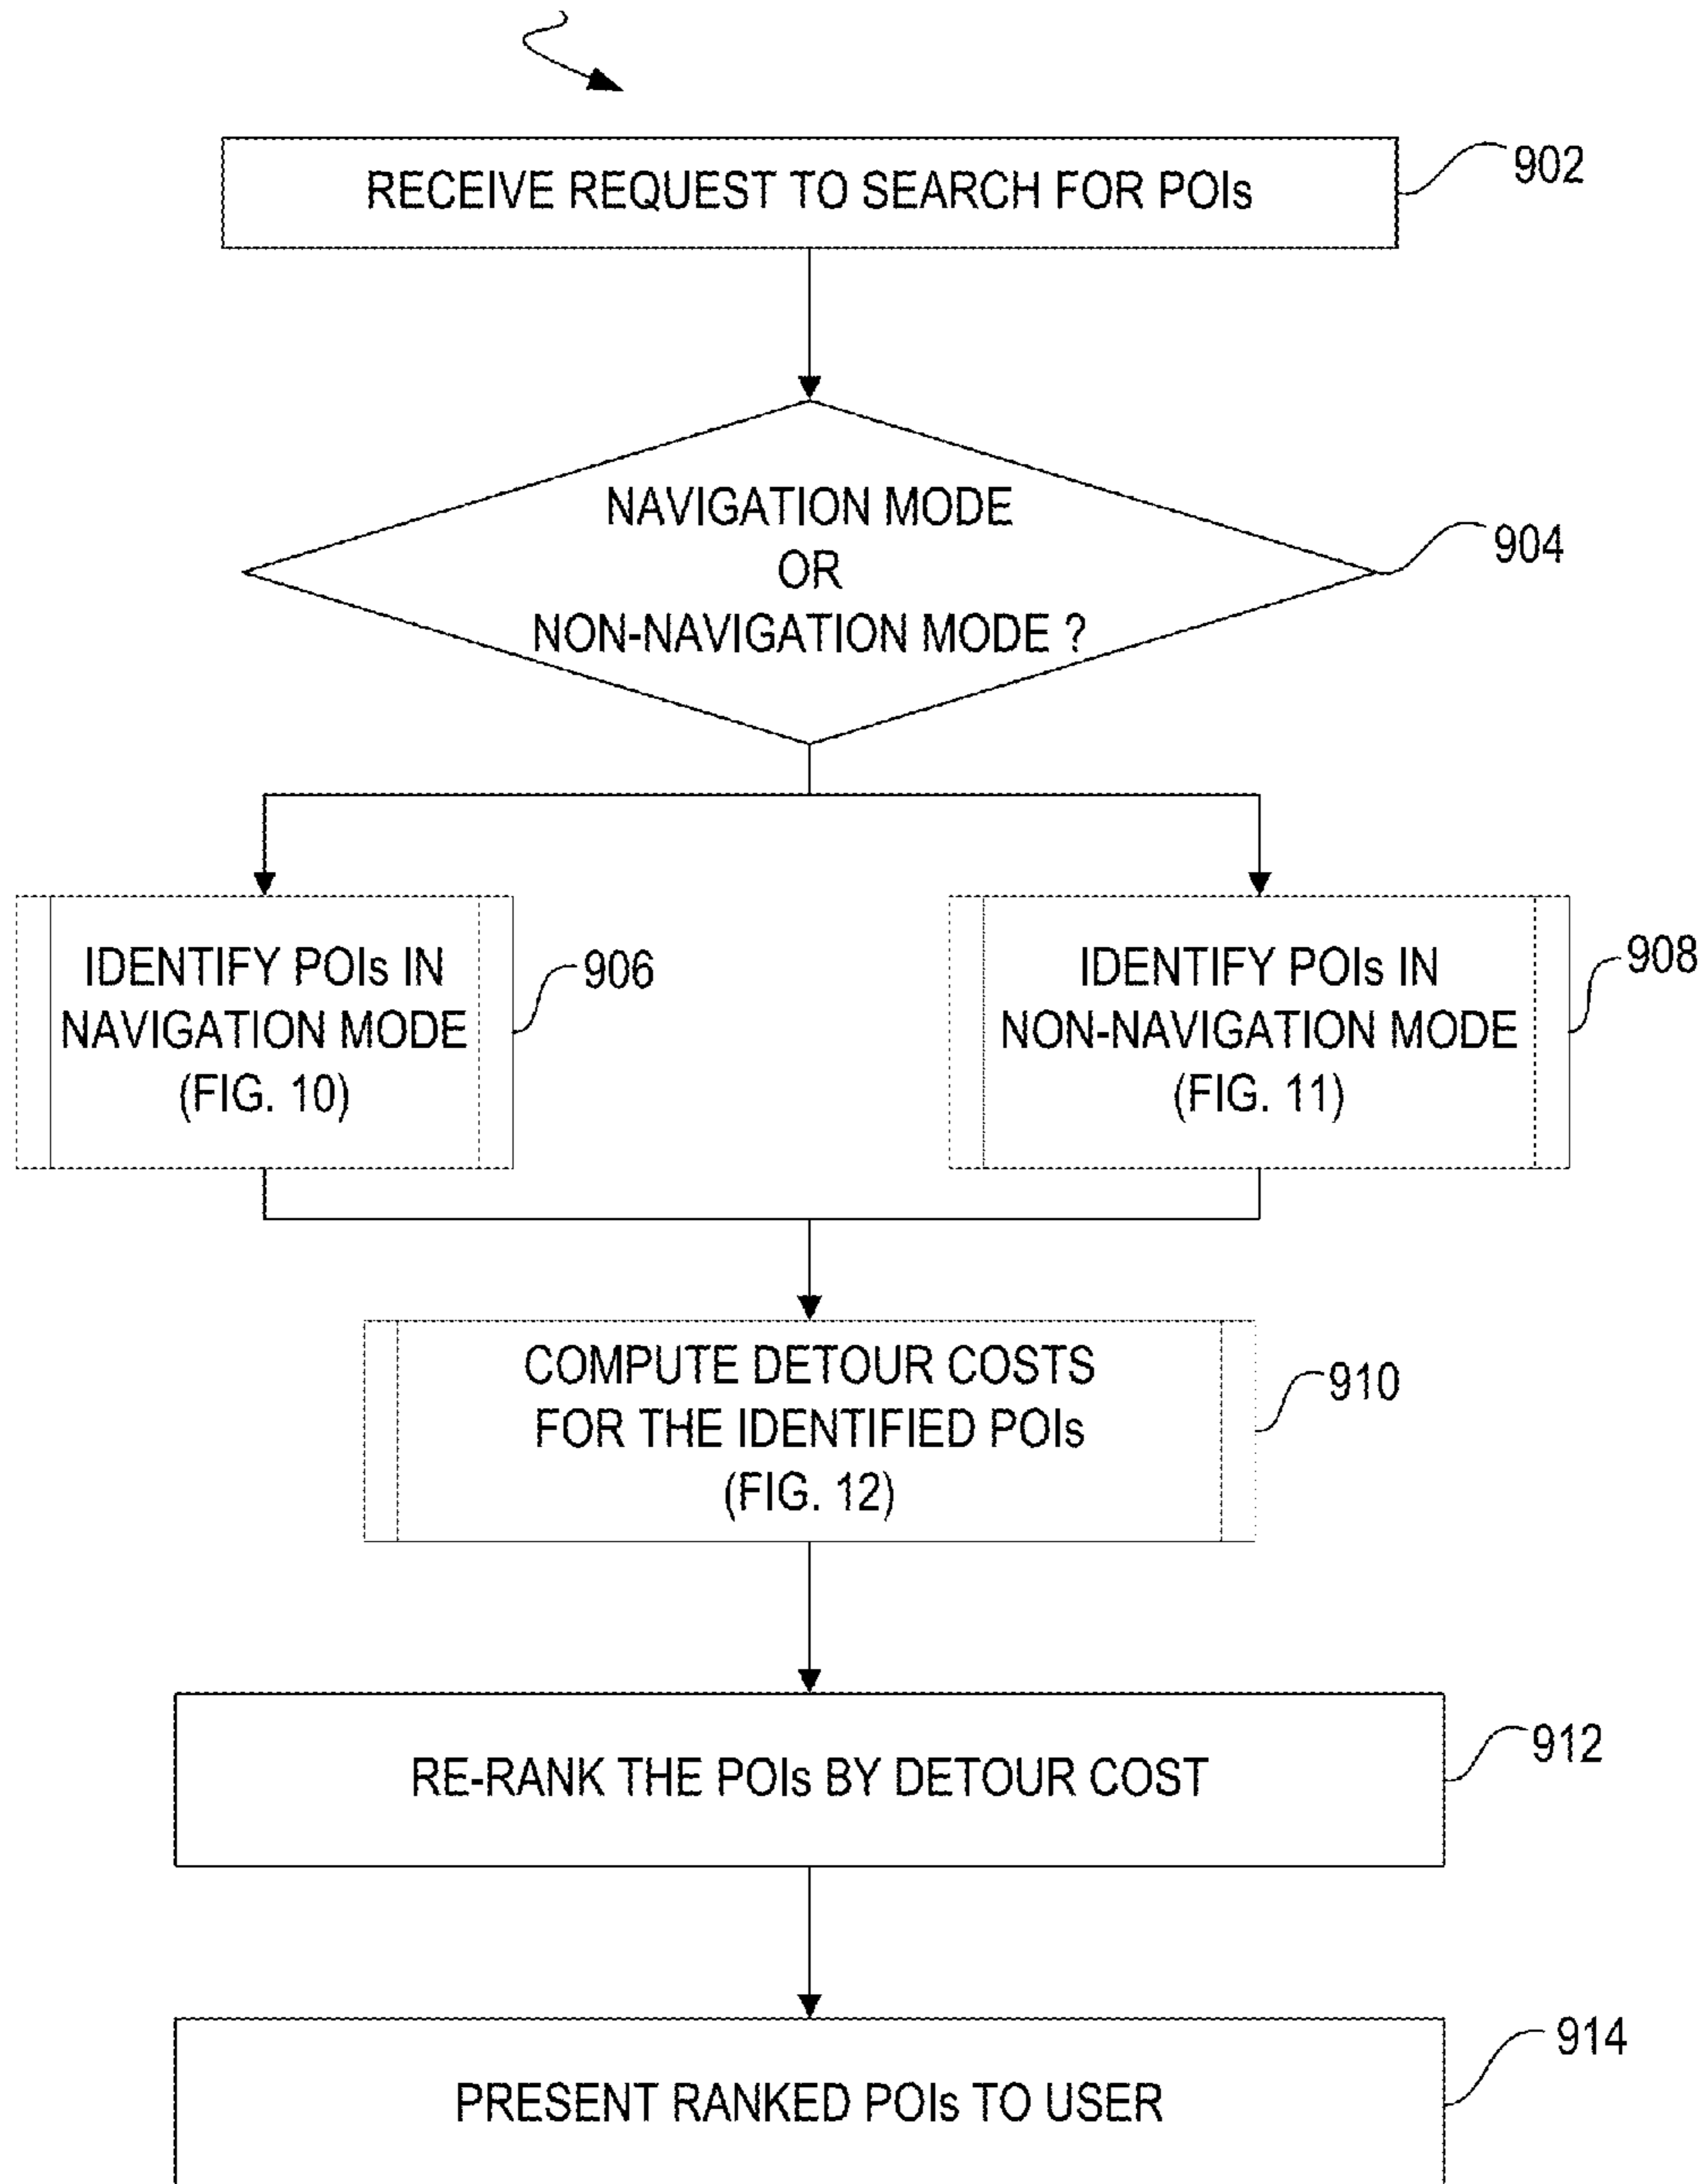 RECEIVE REQUEST TO SEARCH FOR POIs
902
NAVIGATION MODE
OR
NON-NAVIGATION MODE ?
904
IDENTIFY POIs IN
NAVIGATION MODE
(FIG. 10)
906
IDENTIFY POIs IN
NON-NAVIGATION MODE
(FIG. 11)
908
COMPUTE DETOUR COSTS
FOR THE IDENTIFIED POIs
(FIG. 12)
910
RE-RANK THE POIs BY DETOUR COST
912
PRESENT RANKED POIs TO USER
914